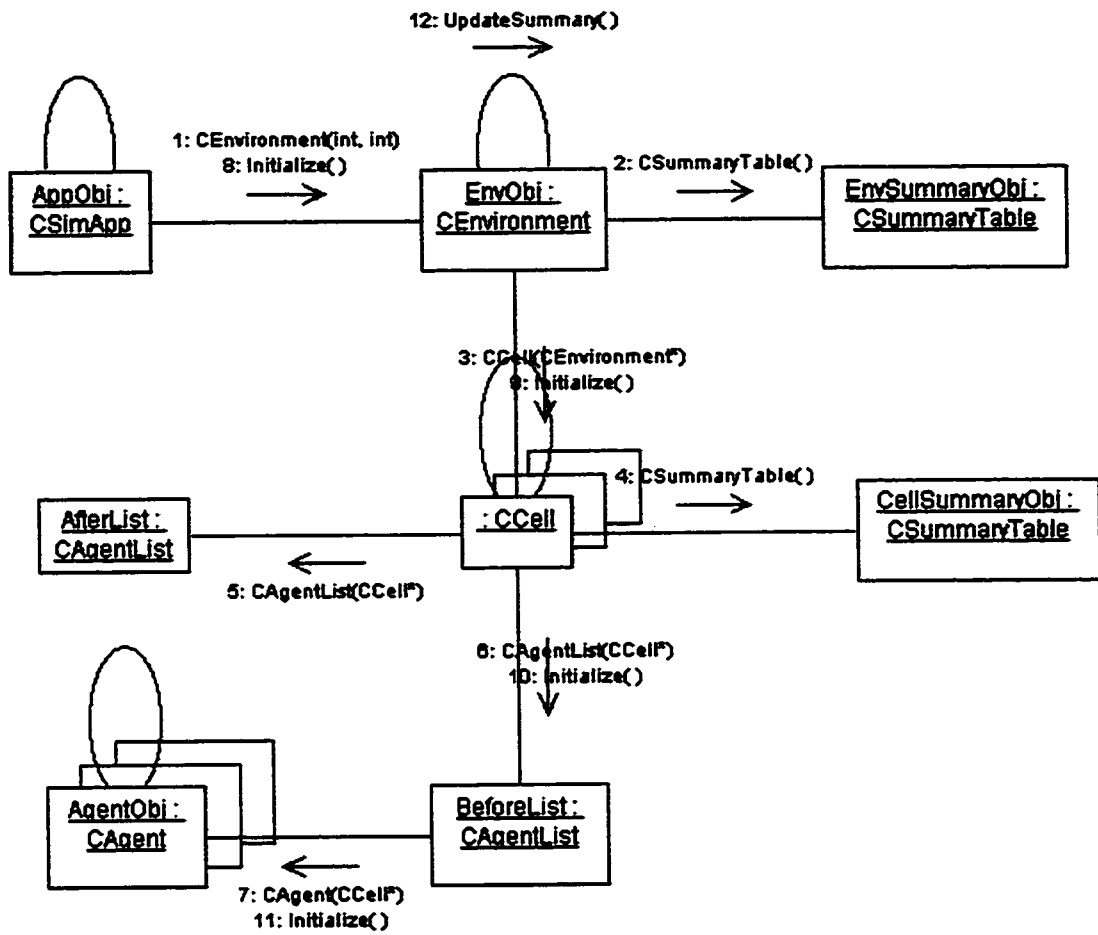 12: UpdateSummary()
1: CEnvironment(int, int)
8: Initialize()
2: CSummaryTable()
AppObj :
CSimApp
EnvObj :
CEnvironment
EnvSummaryObj :
CSummaryTable
3: CCell(CEnvironment*)
9: Initialize()
4: CSummaryTable()
AfterList :
CAgentList
: CCell
CellSummaryObj :
CSummaryTable
5: CAgentList(CCell*)
6: CAgentList(CCell*)
10: Initialize()
AgentObj :
CAgent
BeforeList :
CAgentList
7: CAgent(CCell*)
11: Initialize()